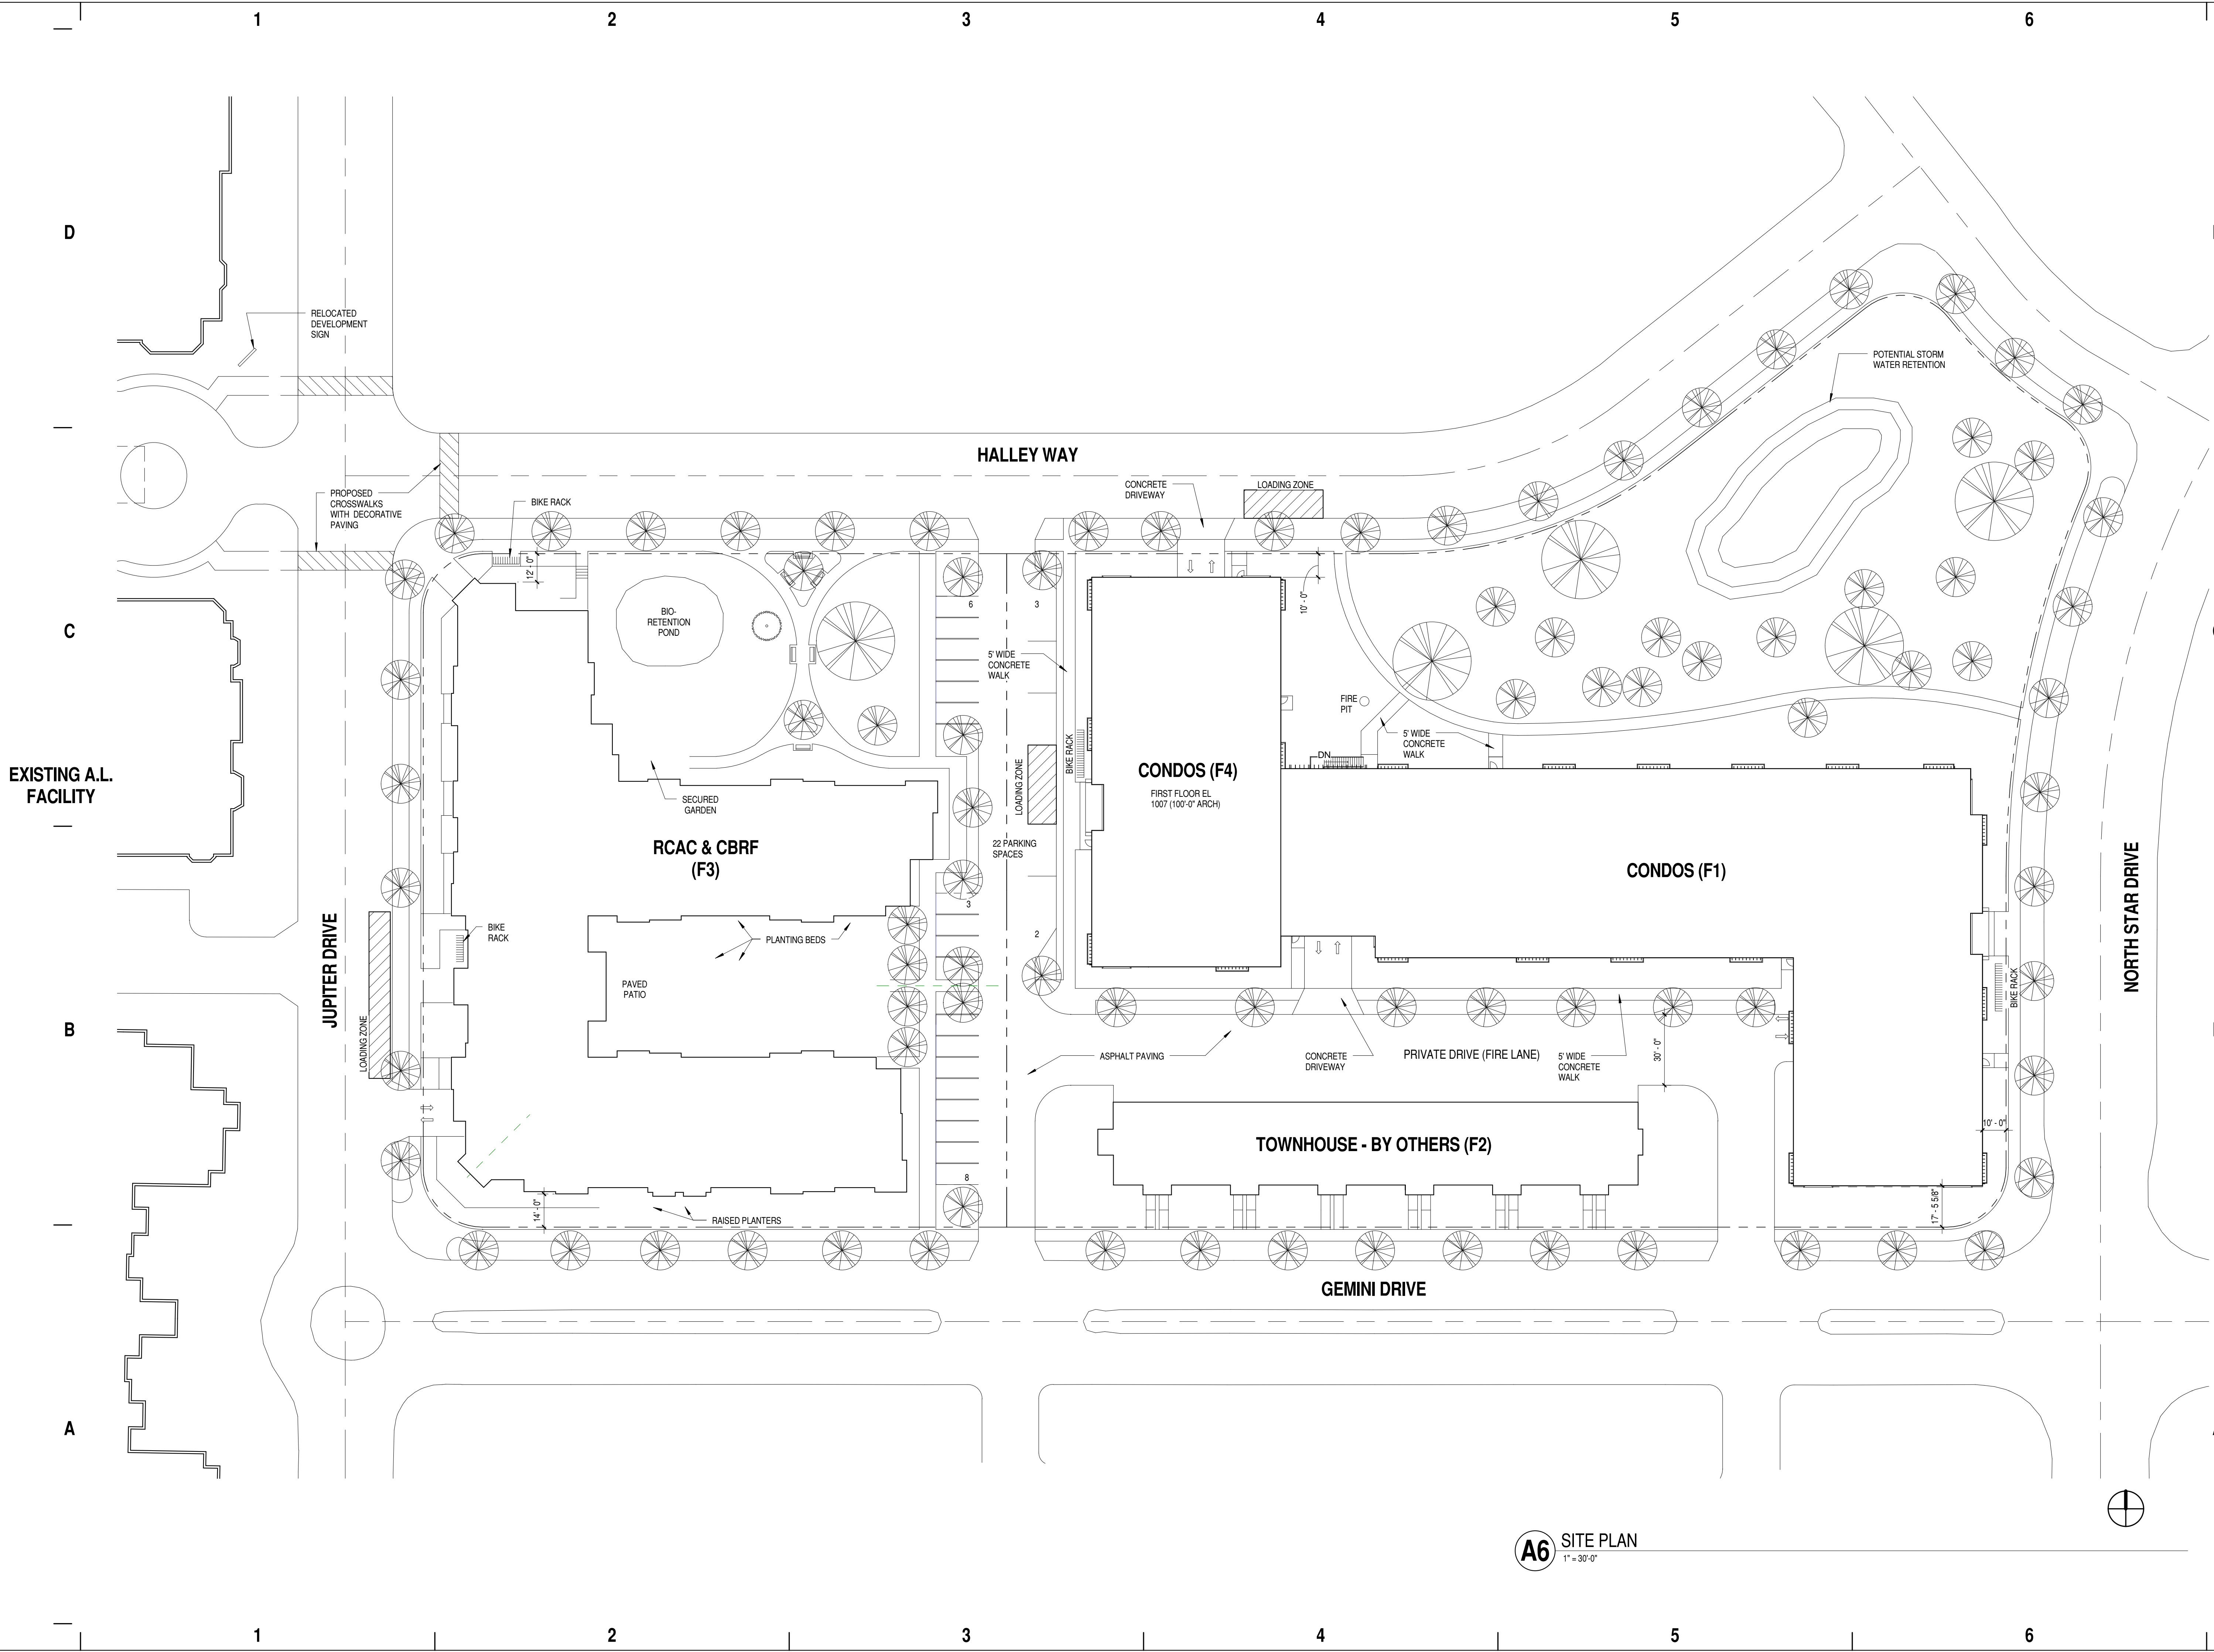 1
2
3
4
5
6
D
RELOCATED
DEVELOPMENT
SIGN
POTENTIAL STORM
WATER RETENTION
HALLEY WAY
PROPOSED
CROSSWALKS
WITH DECORATIVE
PAVING
BIKE RACK
CONCRETE
DRIVEWAY
LOADING ZONE
12' - 0"
10' - 0"
C
BIO-
RETENTION
POND
6
3
5' WIDE
CONCRETE
WALK
FIRE
PIT
5' WIDE
CONCRETE
WALK
DN
BIKE RACK
LOADING ZONE
EXISTING A.L.
FACILITY
SECURED
GARDEN
CONDOS (F4)
FIRST FLOOR EL
1007 (100'-0" ARCH)
RCAC & CBRF
(F3)
22 PARKING
SPACES
CONDOS (F1)
3
2
JUPITER DRIVE
NORTH STAR DRIVE
BIKE
RACK
PLANTING BEDS
PAVED
PATIO
BIKE RACK
B
LOADING ZONE
ASPHALT PAVING
CONCRETE
DRIVEWAY
PRIVATE DRIVE (FIRE LANE)
5' WIDE
CONCRETE
WALK
30' - 0"
10' - 0"
TOWNHOUSE - BY OTHERS (F2)
8
14' - 0"
RAISED PLANTERS
17' - 5 5/8"
GEMINI DRIVE
A
A6
SITE PLAN
1" = 30'-0"
1
2
3
4
5
6